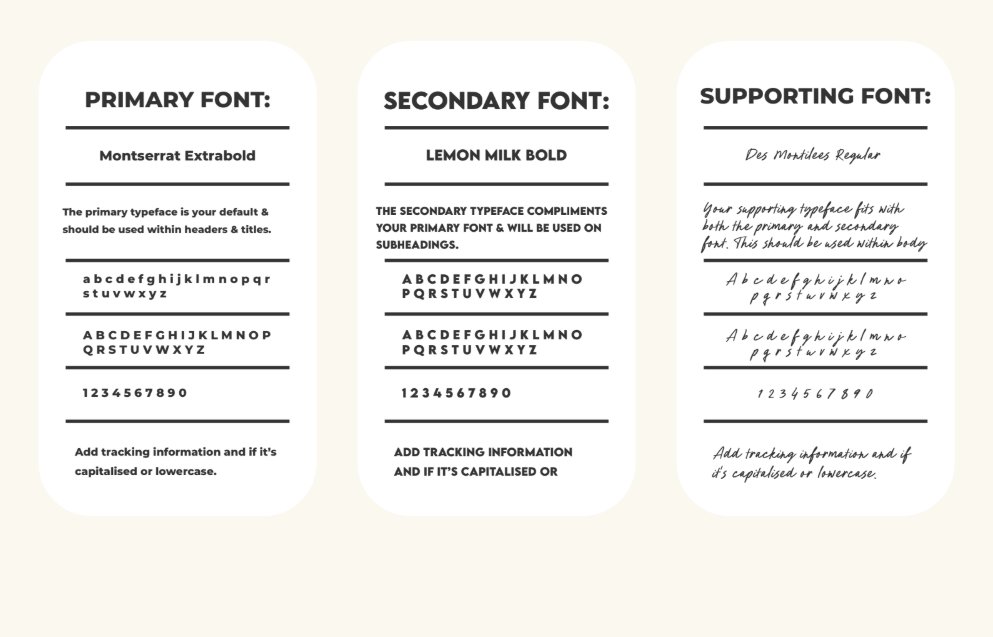 PRIMARY FONT:
Montserrat Extrabold
The primary typeface is your default &
should be used within headers & titles.
a b c d e f g h i j k l m n o p q r
s t u v w x y z
A B C D E F G H I J K L M N O P
Q R S T U V W X Y Z
1 2 3 4 5 6 7 8 9 0
Add tracking information and if it's
capitalised or lowercase.
SECONDARY FONT:
LEMON MILK BOLD
THE SECONDARY TYPEFACE COMPLIMENTS
YOUR PRIMARY FONT & WILL BE USED ON
SUBHEADINGS.
A B C D E F G H I J K L M N O
P Q R S T U V W X Y Z
A B C D E F G H I J K L M N O
P Q R S T U V W X Y Z
1 2 3 4 5 6 7 8 9 0
ADD TRACKING INFORMATION
AND IF IT'S CAPITALISED OR
SUPPORTING FONT:
Des Montilees Regular
Your supporting typeface fits with
both the primary and secondary
font. This should be used within body
A b c d e f g h i j k l m n o
p q r s t u v w x y z
A b c d e f g h i j k l m n o
p q r s t u v w x y z
1 2 3 4 5 6 7 8 9 0
Add tracking information and if
it's capitalised or lowercase.